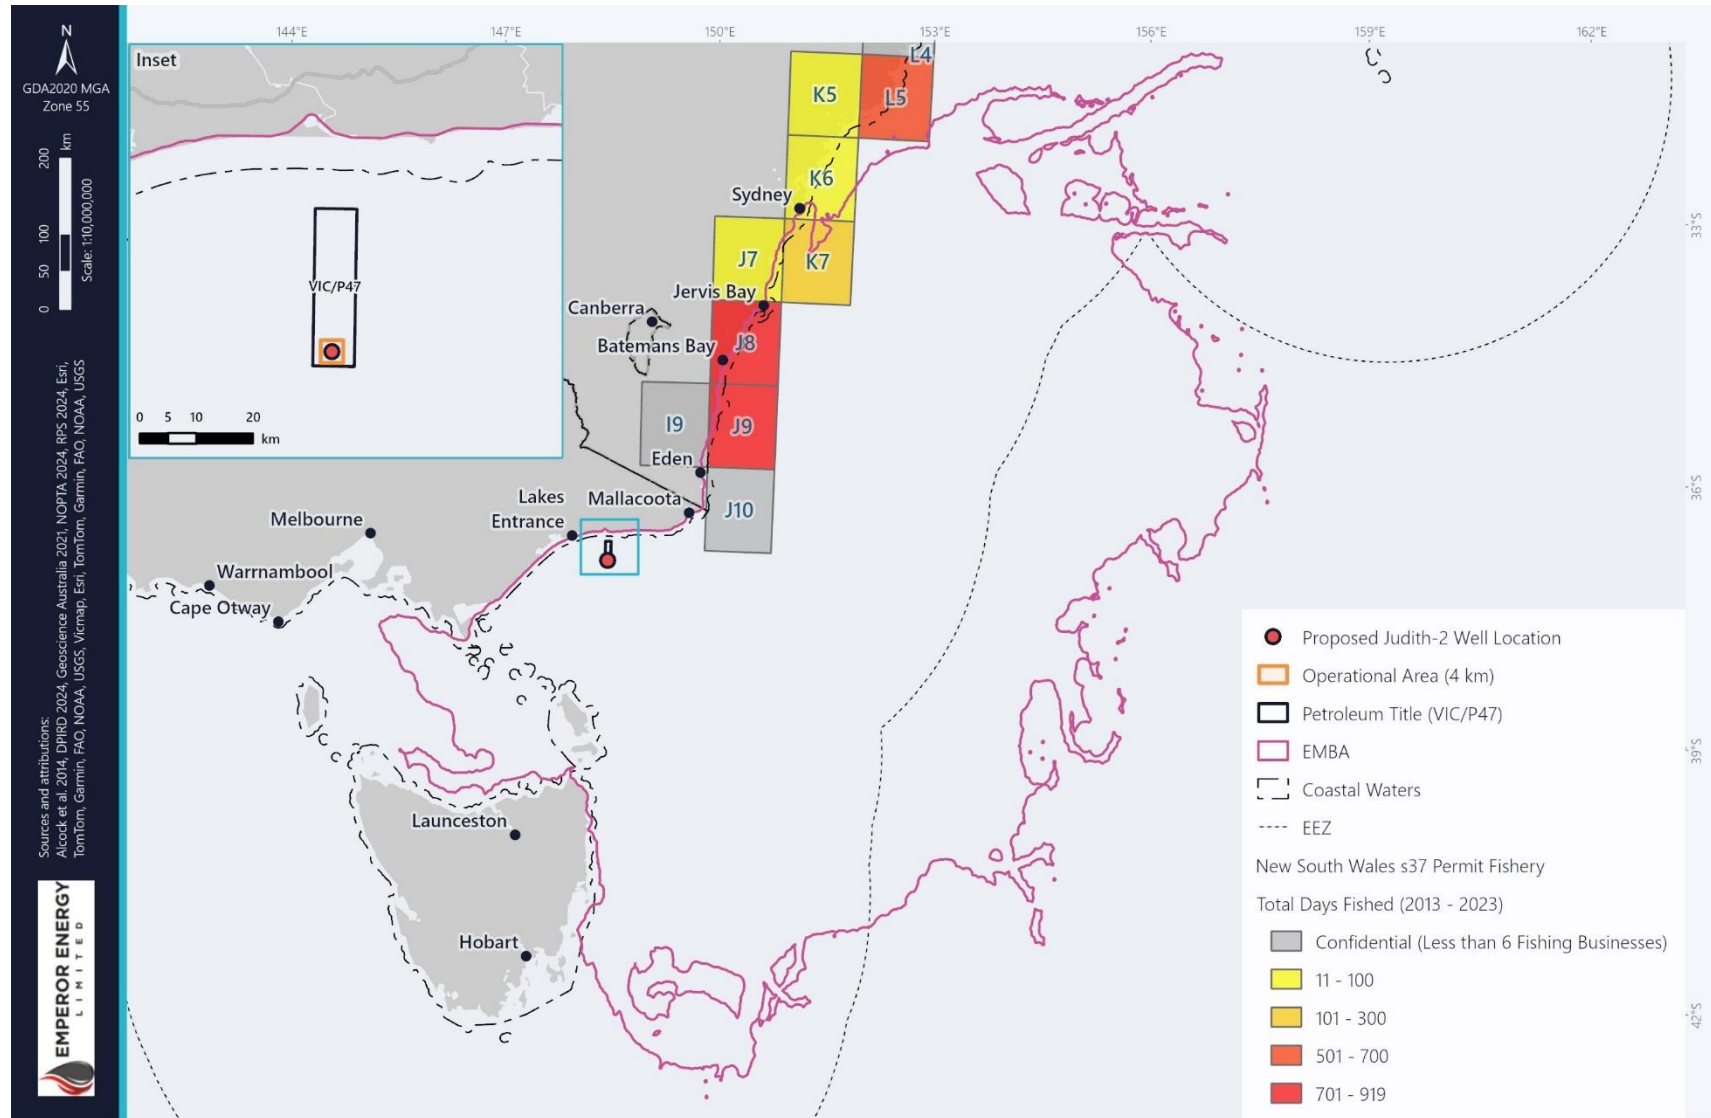 N
GDA2020 MGA
Zone 55
0 50 100 200
km
Scale: 1:10,000,000
Sources and attributions:
Alcock et al. 2014, DPIRD 2024, Geoscience Australia 2021, NOPTA 2024, RPS 2024, Esri,
TomTom, Garmin, FAO, NOAA, USGS, Vicmap, Esri, TomTom, Garmin, FAO, NOAA, USGS
EMPEROR ENERGY
LIMITED
144°E 147°E 150°E 153°E 156°E 159°E 162°E
33°S
36°S
39°S
42°S
Inset
VIC/P47
0 5 10 20
km
L4
K5
L5
K6
Sydney
J7
K7
Jervis Bay
Canberra
Batemans Bay
J8
I9
J9
Eden
Lakes
Entrance
Mallacoota
J10
Melbourne
Warrnambool
Cape Otway
Launceston
Hobart
Proposed Judith-2 Well Location
Operational Area (4 km)
Petroleum Title (VIC/P47)
EMBA
Coastal Waters
EEZ
New South Wales s37 Permit Fishery
Total Days Fished (2013 - 2023)
Confidential (Less than 6 Fishing Businesses)
11 - 100
101 - 300
501 - 700
701 - 919